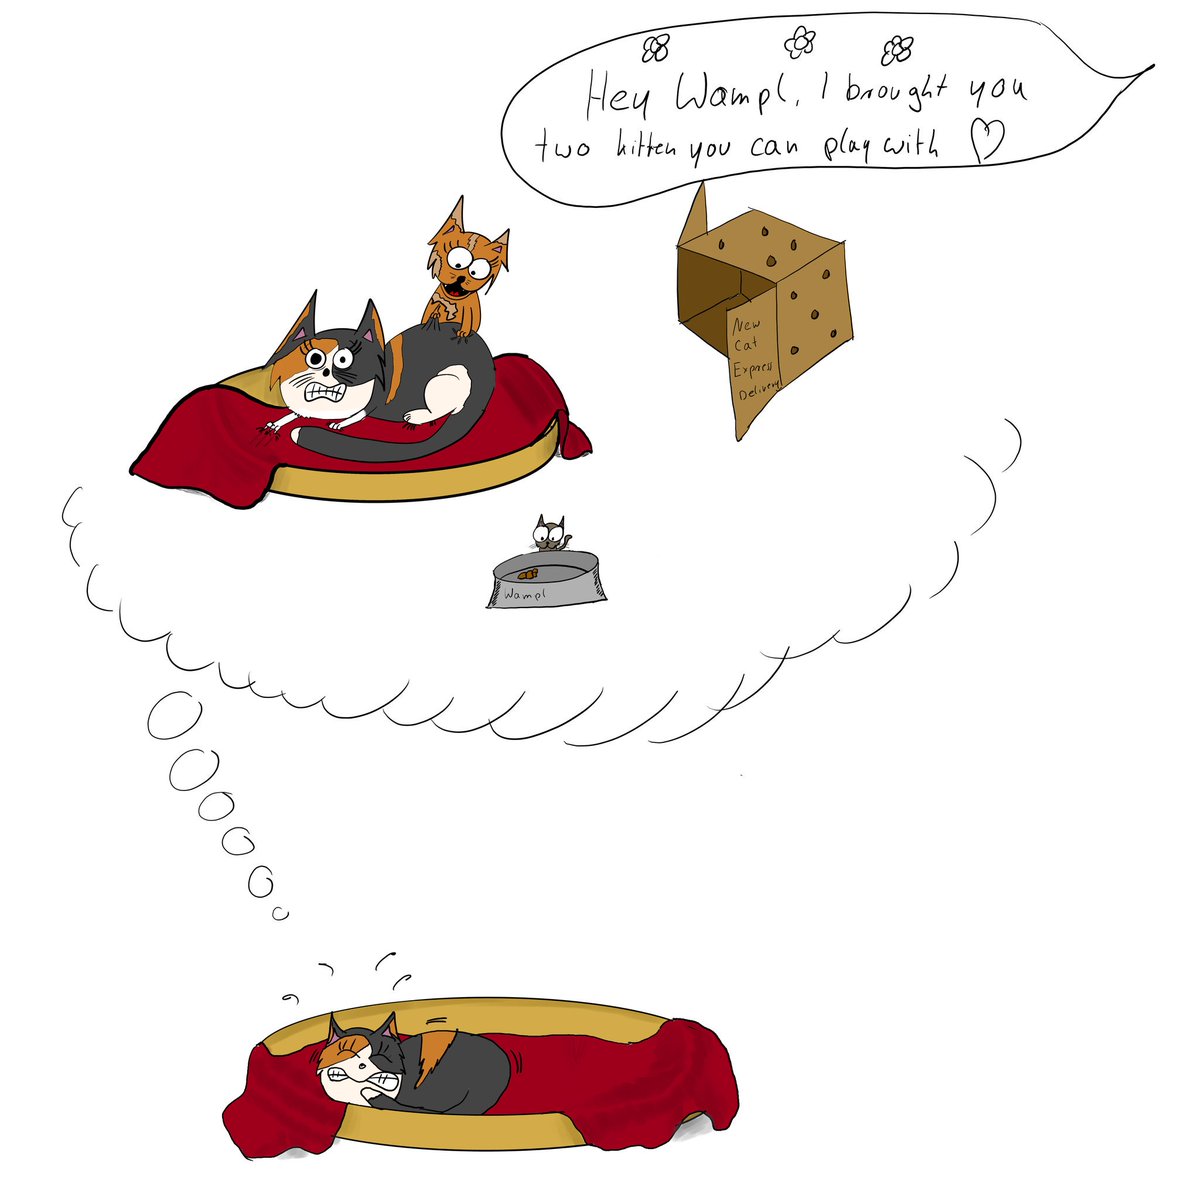 Hey Wampl, I brought you
two kitten you can play with ♡
New
Cat
Express
Delivery
Wampl